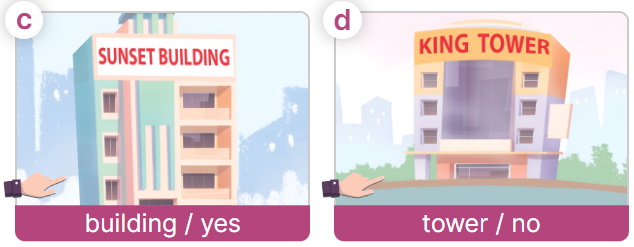 c
SUNSET BUILDING
building / yes
d
KING TOWER
tower / no